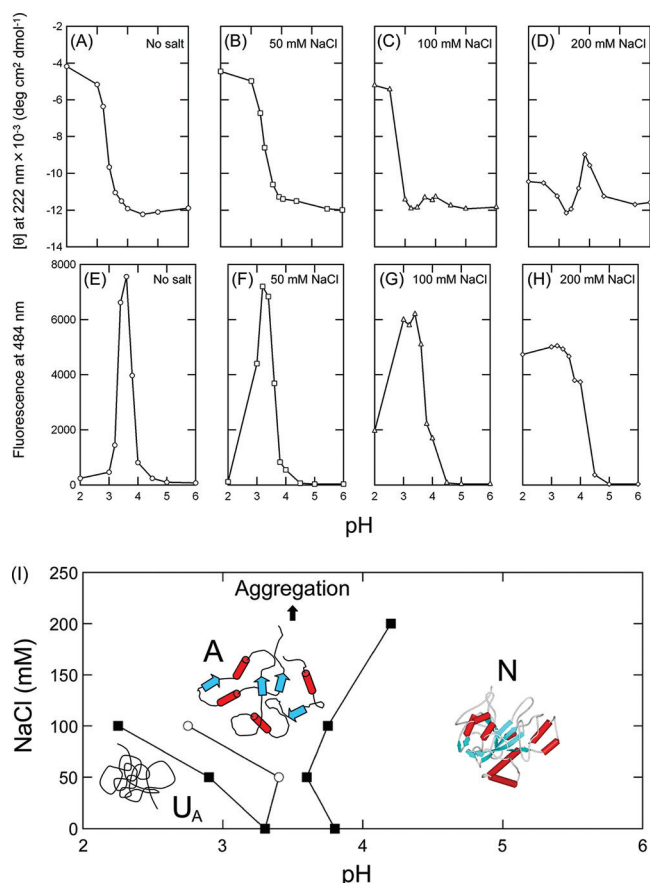 [θ] at 222 nm × 10⁻³ (deg cm² dmol⁻¹)
-2
-4
-6
-8
-10
-12
-14
(A)
No salt
(B)
50 mM NaCl
(C)
100 mM NaCl
(D)
200 mM NaCl
Fluorescence at 484 nm
8000
6000
4000
2000
0
(E)
No salt
(F)
50 mM NaCl
(G)
100 mM NaCl
(H)
200 mM NaCl
2 3 4 5 6
2 3 4 5 6
2 3 4 5 6
2 3 4 5 6
pH
(I)
NaCl (mM)
250
200
150
100
50
0
Aggregation
A
N
UA
2 3 4 5 6
pH